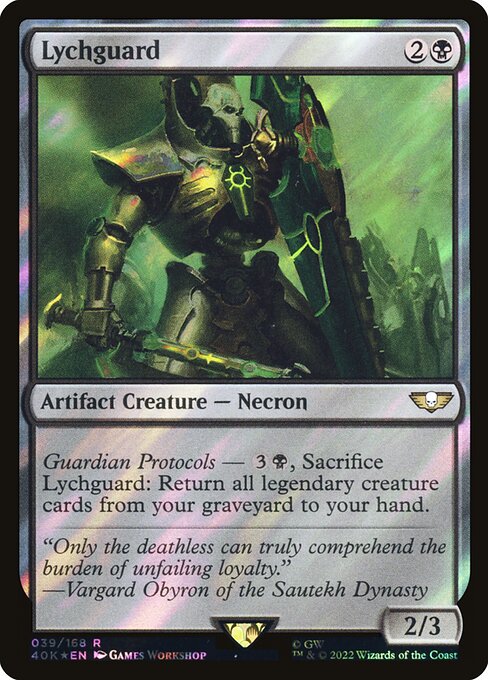 Lychguard 2
Artifact Creature — Necron
Guardian Protocols — 3, Sacrifice
Lychguard: Return all legendary creature
cards from your graveyard to your hand.
“Only the deathless can truly comprehend the
burden of unfailing loyalty.”
—Vargard Obyron of the Sautekh Dynasty
2/3
039/168 R
40K★EN Games Workshop
© GW
™ & © 2022 Wizards of the Coast